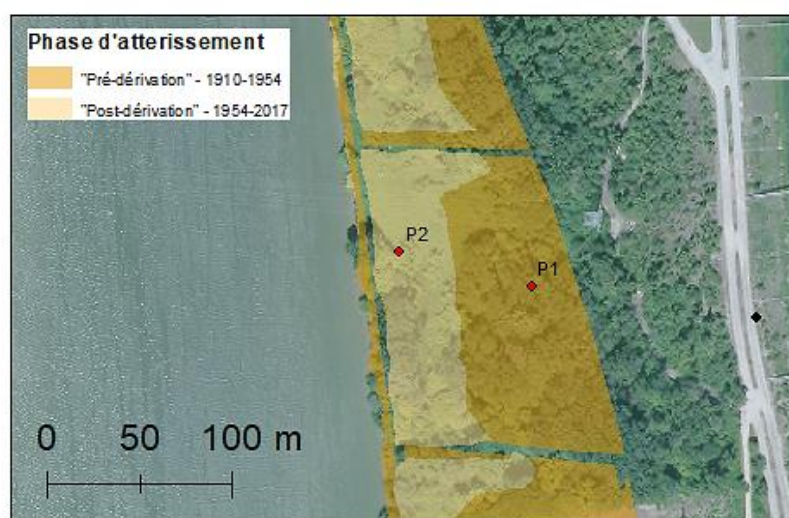 Phase d'atterissement
"Pré-dérivation" - 1910-1954
"Post-dérivation" - 1954-2017
P2
P1
0 50 100 m